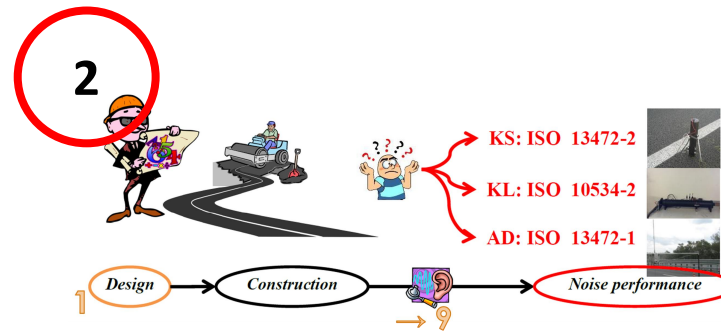 2
KS: ISO 13472-2
KL: ISO 10534-2
AD: ISO 13472-1
1
Design
Construction
Noise performance
→ 9